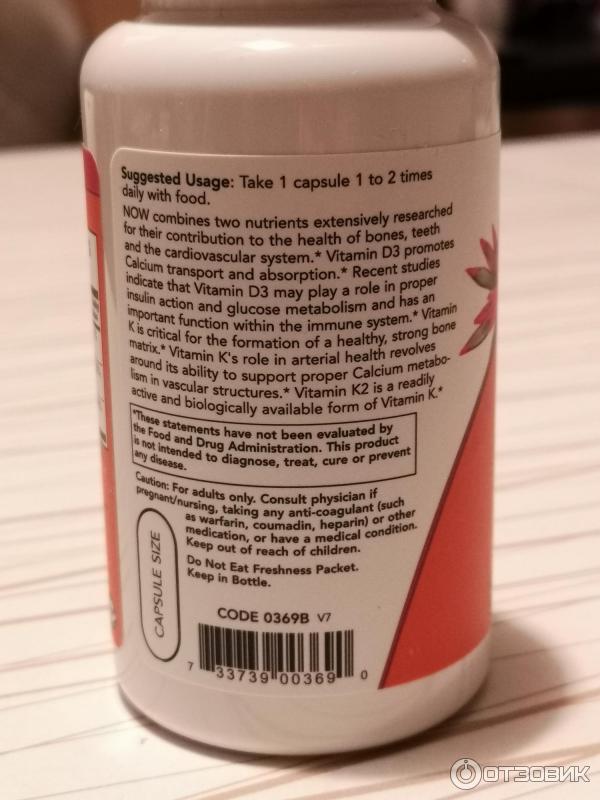 Suggested Usage: Take 1 capsule 1 to 2 times
daily with food.
NOW combines two nutrients extensively researched
for their contribution to the health of bones, teeth
and the cardiovascular system.* Vitamin D3 promotes
Calcium transport and absorption.* Recent studies
indicate that Vitamin D3 may play a role in proper
insulin action and glucose metabolism and has an
important function within the immune system.* Vitamin
K is critical for the formation of a healthy, strong bone
matrix.* Vitamin K's role in arterial health revolves
around its ability to support proper Calcium metabo-
lism in vascular structures.* Vitamin K2 is a readily
active and biologically available form of Vitamin K.*
*These statements have not been evaluated by
the Food and Drug Administration. This product
is not intended to diagnose, treat, cure or prevent
any disease.
Caution: For adults only. Consult physician if
pregnant/nursing, taking any anti-coagulant (such
as warfarin, coumadin, heparin) or other
medication, or have a medical condition.
Keep out of reach of children.
Do Not Eat Freshness Packet.
Keep in Bottle.
CAPSULE SIZE
CODE 0369B V7
7 33739 00369 0
ОТЗОВИК